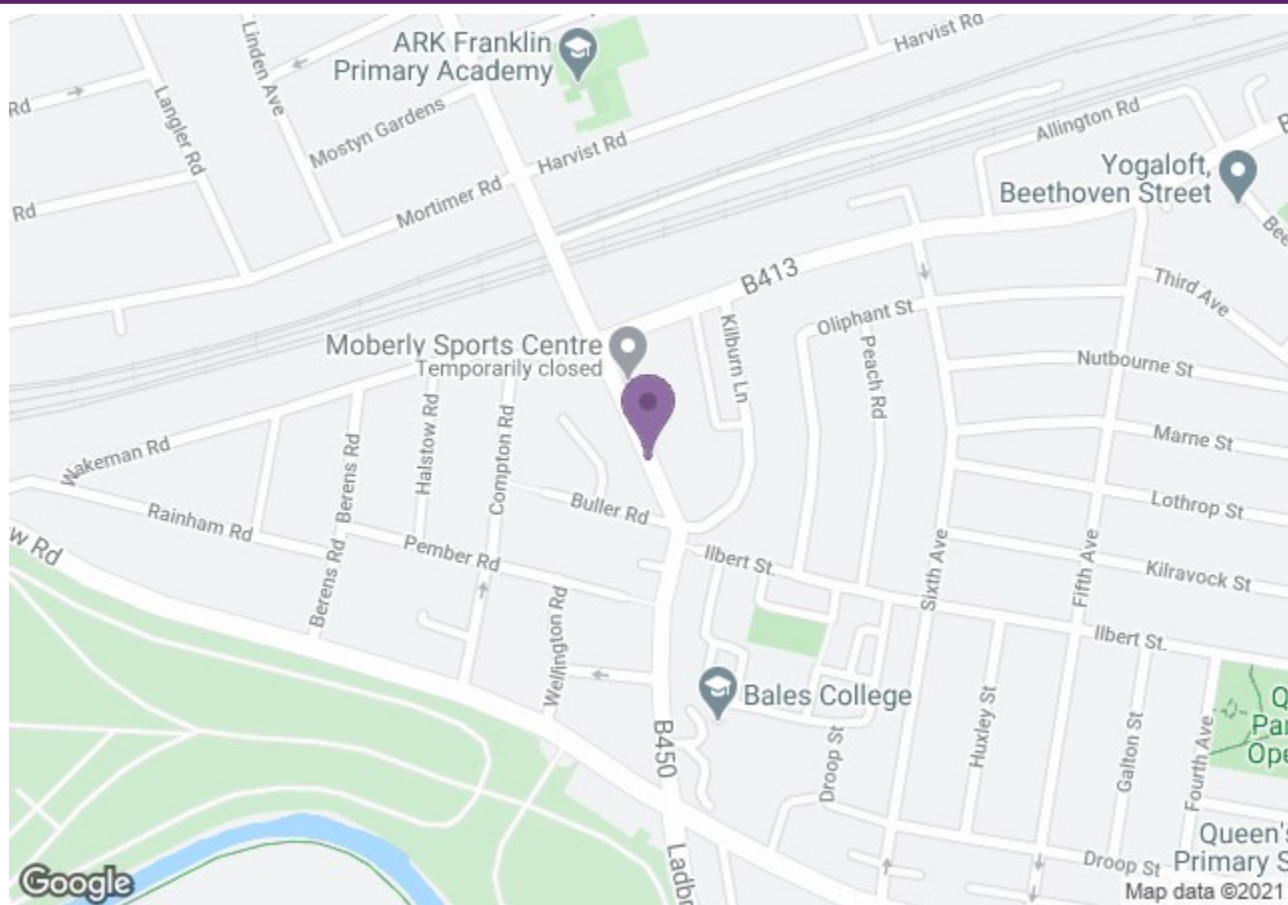 ARK Franklin
Primary Academy
Harvist Rd
Linden Ave
Rd
Langler Rd
Mostyn Gardens
Harvist Rd
Allington Rd
Yogaloft,
Beethoven Street
Mortimer Rd
Rd
B413
Third Ave
Oliphant St
Kilburn Ln
Peach Rd
Moberly Sports Centre
Temporarily closed
Nutbourne St
Marne St
Wakeman Rd
Berens Rd
Halstow Rd
Compton Rd
Lothrop St
Buller Rd
Rainham Rd
w Rd
Pember Rd
Ilbert St.
Sixth Ave
Fifth Ave
Kilravock St
Berens Rd
Wellington Rd
Ilbert St.
Bales College
B450
Droop St
Huxley St
Galton St
Fourth Ave
Queen's
Primary S
Droop St
Ladbr
Google
Map data ©2021